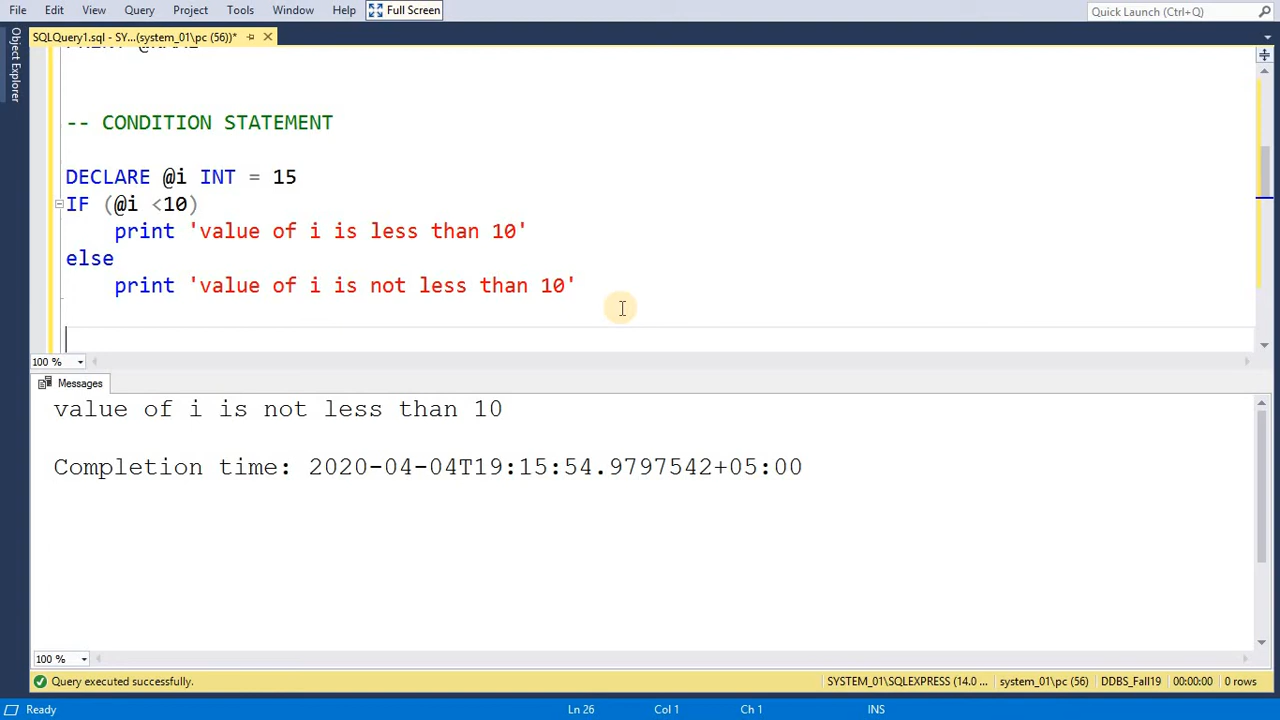 File Edit View Query Project Tools Window Help Full Screen Quick Launch (Ctrl+Q)
SQLQuery1.sql - SY...(system_01\pc (56))*
Object Explorer
-- CONDITION STATEMENT
DECLARE @i INT = 15
IF (@i <10)
print 'value of i is less than 10'
else
print 'value of i is not less than 10'
100 %
Messages
value of i is not less than 10
Completion time: 2020-04-04T19:15:54.9797542+05:00
100 %
Query executed successfully. SYSTEM_01\SQLEXPRESS (14.0 ... system_01\pc (56) DDBS_Fall19 00:00:00 0 rows
Ready Ln 26 Col 1 Ch 1 INS